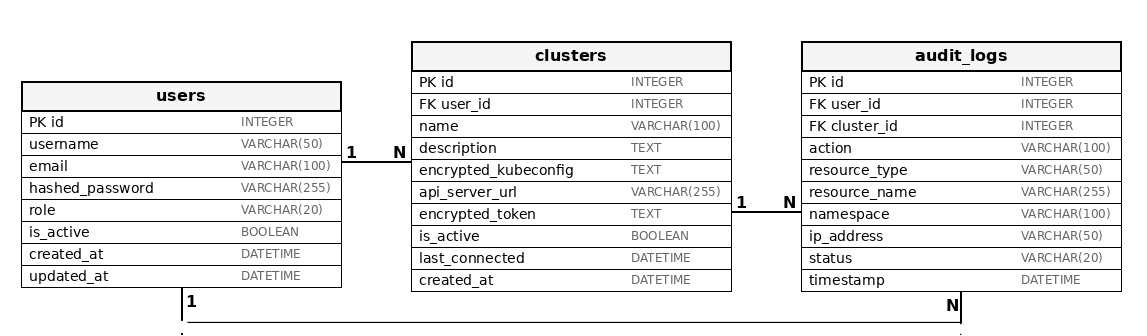 users
PK id INTEGER
username VARCHAR(50)
email VARCHAR(100)
hashed_password VARCHAR(255)
role VARCHAR(20)
is_active BOOLEAN
created_at DATETIME
updated_at DATETIME
1 N
clusters
PK id INTEGER
FK user_id INTEGER
name VARCHAR(100)
description TEXT
encrypted_kubeconfig TEXT
api_server_url VARCHAR(255)
encrypted_token TEXT
is_active BOOLEAN
last_connected DATETIME
created_at DATETIME
1 N
audit_logs
PK id INTEGER
FK user_id INTEGER
FK cluster_id INTEGER
action VARCHAR(100)
resource_type VARCHAR(50)
resource_name VARCHAR(255)
namespace VARCHAR(100)
ip_address VARCHAR(50)
status VARCHAR(20)
timestamp DATETIME
1 N